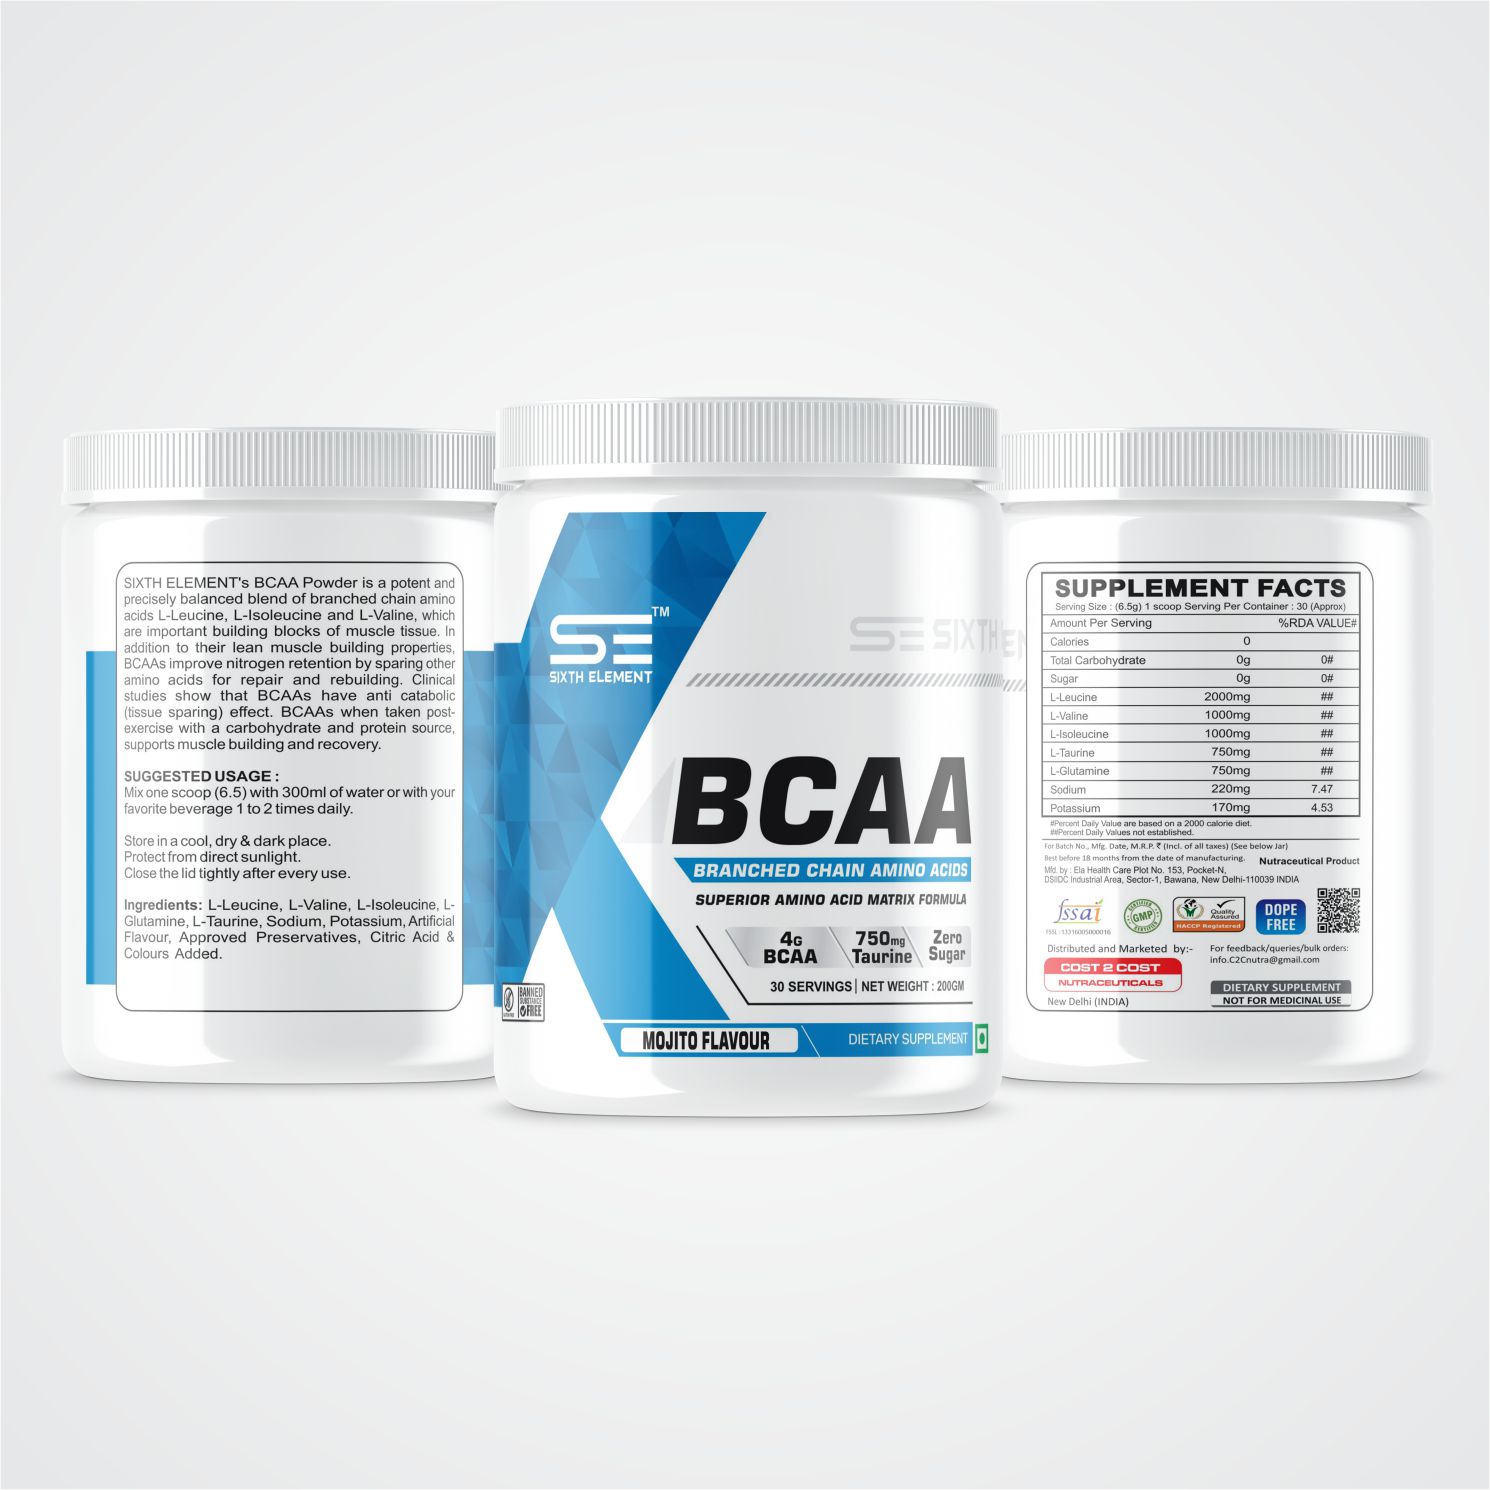 SIXTH ELEMENT's BCAA Powder is a potent and
precisely balanced blend of branched chain amino
acids L-Leucine, L-Isoleucine and L-Valine, which
are important building blocks of muscle tissue. In
addition to their lean muscle building properties,
BCAAs improve nitrogen retention by sparing other
amino acids for repair and rebuilding. Clinical
studies show that BCAAs have anti catabolic
(tissue sparing) effect. BCAAs when taken post-
exercise with a carbohydrate and protein source,
supports muscle building and recovery.
SUGGESTED USAGE :
Mix one scoop (6.5) with 300ml of water or with your
favorite beverage 1 to 2 times daily.
Store in a cool, dry & dark place.
Protect from direct sunlight.
Close the lid tightly after every use.
Ingredients: L-Leucine, L-Valine, L-Isoleucine, L-
Glutamine, L-Taurine, Sodium, Potassium, Artificial
Flavour, Approved Preservatives, Citric Acid &
Colours Added.
SE TM
SIXTH ELEMENT
SE SIXTH
BCAA
BRANCHED CHAIN AMINO ACIDS
SUPERIOR AMINO ACID MATRIX FORMULA
4G BCAA
750mg Taurine
Zero Sugar
30 SERVINGS | NET WEIGHT : 200GM
BANNED
SUBSTANCE
FREE
MOJITO FLAVOUR
DIETARY SUPPLEMENT
SUPPLEMENT FACTS
Serving Size : (6.5g) 1 scoop Serving Per Container : 30 (Approx)
Amount Per Serving %RDA VALUE#
Calories 0
Total Carbohydrate 0g 0#
Sugar 0g 0#
L-Leucine 2000mg ##
L-Valine 1000mg ##
L-Isoleucine 1000mg ##
L-Taurine 750mg ##
L-Glutamine 750mg ##
Sodium 220mg 7.47
Potassium 170mg 4.53
#Percent Daily Value are based on a 2000 calorie diet.
##Percent Daily Values not established.
For Batch No., Mfg. Date, M.R.P. ₹ (Incl. of all taxes) (See below Jar)
Best before 18 months from the date of manufacturing. Nutraceutical Product
Mfd. by : Ela Health Care Plot No. 153, Pocket-N,
DSIIDC Industrial Area, Sector-1, Bawana, New Delhi-110039 INDIA
fssai
FSSL :13316005000016
CERTIFIED
GMP
CERTIFIED
Quality
Assured
HACCP Registered
DOPE
FREE
Distributed and Marketed by:-
COST 2 COST
NUTRACEUTICALS
New Delhi (INDIA)
For feedback/queries/bulk orders:
info.C2Cnutra@gmail.com
DIETARY SUPPLEMENT
NOT FOR MEDICINAL USE